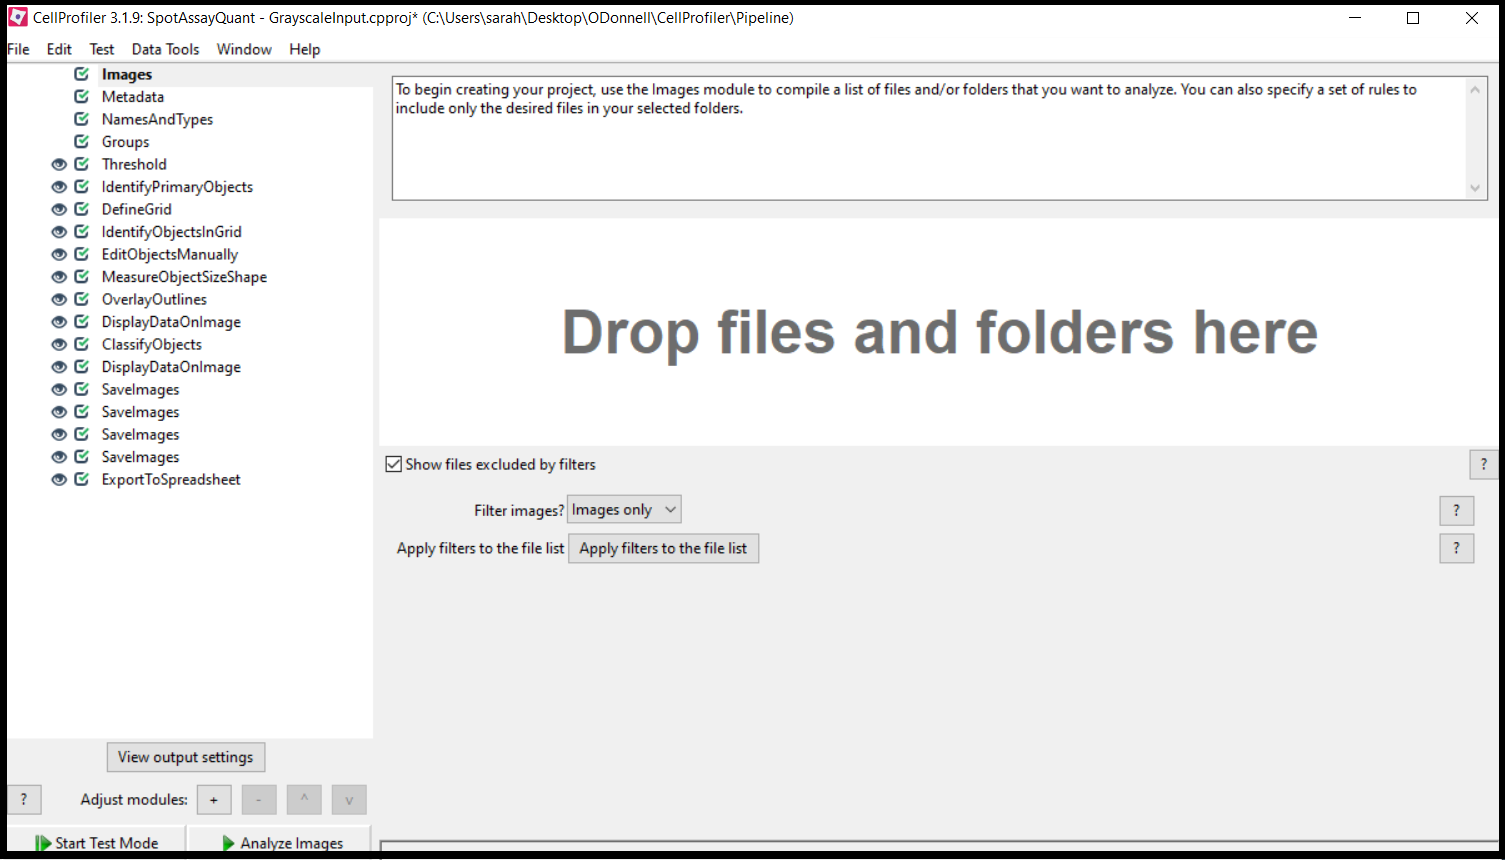 CellProfiler 3.1.9: SpotAssayQuant - GrayscaleInput.cpproj* (C:\Users\sarah\Desktop\ODonnell\CellProfiler\Pipeline)
File Edit Test Data Tools Window Help
Images
Metadata
NamesAndTypes
Groups
Threshold
IdentifyPrimaryObjects
DefineGrid
IdentifyObjectsInGrid
EditObjectsManually
MeasureObjectSizeShape
OverlayOutlines
DisplayDataOnImage
ClassifyObjects
DisplayDataOnImage
SaveImages
SaveImages
SaveImages
SaveImages
ExportToSpreadsheet
View output settings
? Adjust modules: + - ^ v
Start Test Mode Analyze Images
To begin creating your project, use the Images module to compile a list of files and/or folders that you want to analyze. You can also specify a set of rules to
include only the desired files in your selected folders.
Drop files and folders here
Show files excluded by filters ?
Filter images? Images only ?
Apply filters to the file list Apply filters to the file list ?